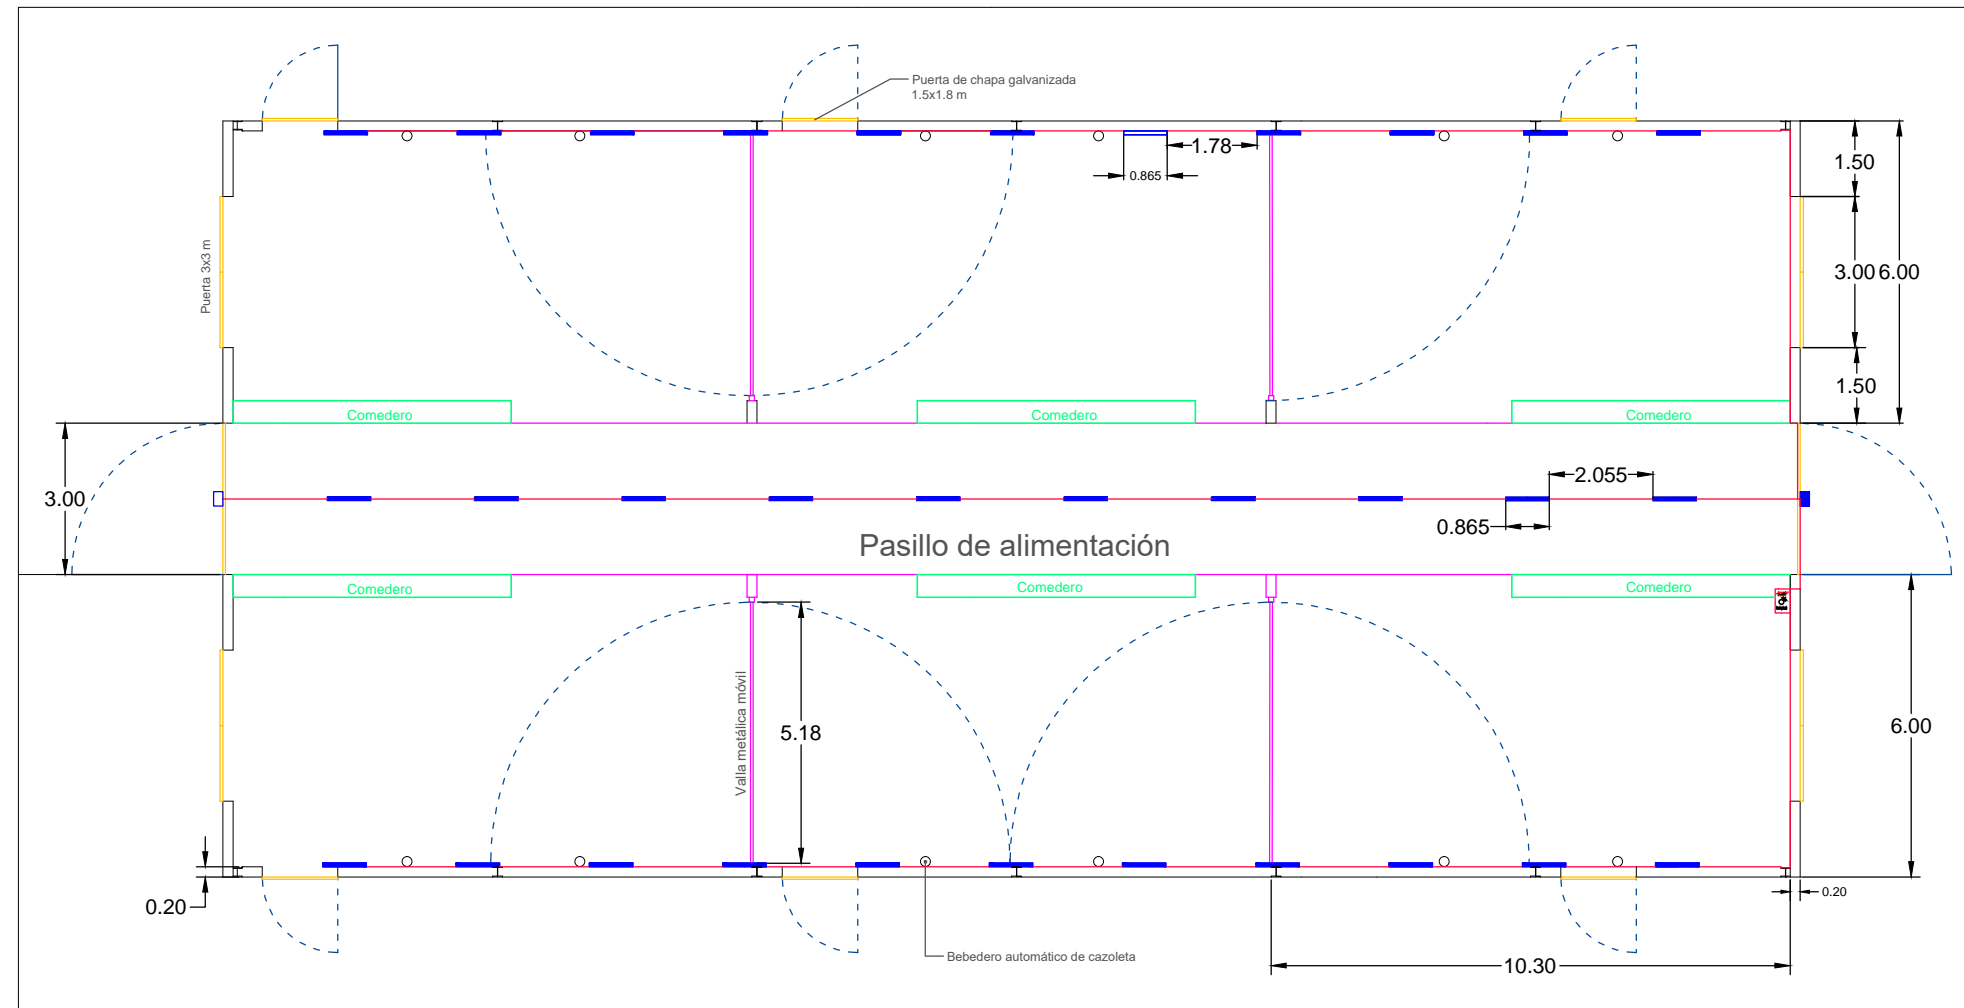 Puerta de chapa galvanizada
1.5x1.8 m
1.78
0.865
1.50
Puerta 3x3 m
3.00
6.00
1.50
Comedero
Comedero
Comedero
3.00
2.055
0.865
Pasillo de alimentación
Comedero
Comedero
Comedero
Valla metálica móvil
5.18
6.00
0.20
0.20
Bebedero automático de cazoleta
10.30